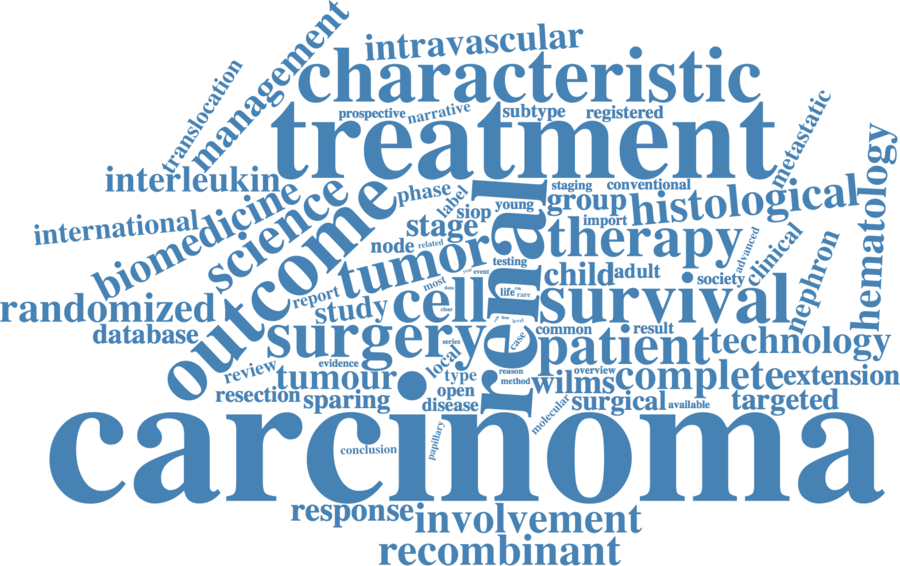 intravascular
management
characteristic
translocation
prospective
narrative
subtype
registered
treatment
metastatic
interleukin
hematology
phase
label
staging
conventional
biomedicine
science
outcome
siop
young
group
import
histological
international
stage
node
related
renal
therapy
advanced
clinical
nephron
tumor
testing
child
adult
society
event
most
randomized
report
study
cell
clear
life
rare
survival
database
surgery
series
level
case
common
result
patient
technology
evidence
review
tumour
local
type
reason
method
overview
wilms
complete
extension
resection
sparing
open
disease
molecular
surgical
available
targeted
carcinoma
papillary
conclusion
response
involvement
recombinant